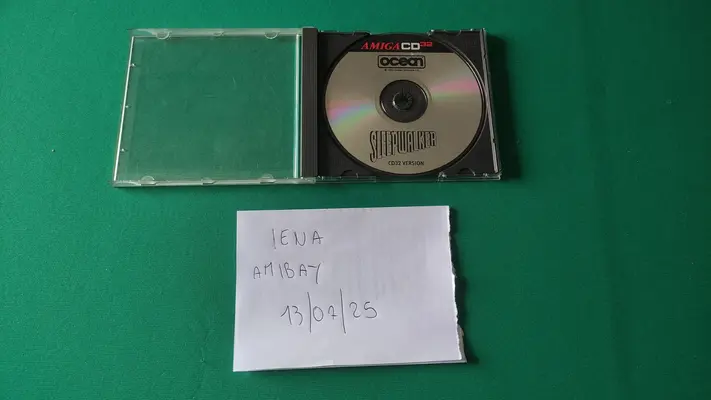 AMIGA CD32
ocean
SLEEPWALKER
CD32 VERSION
IENA
AMIBAY
13/07/25